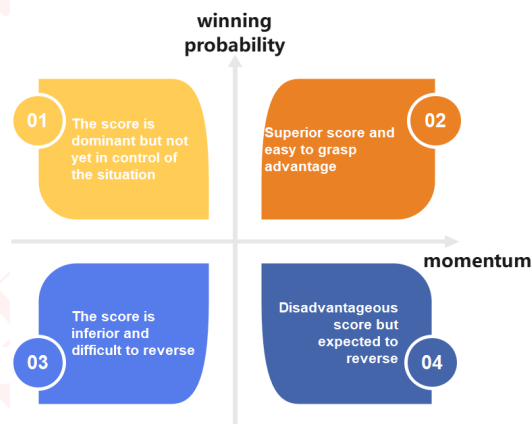 winning
probability
01
The score is
dominant but not
yet in control of
the situation
Superior score and
easy to grasp
advantage
02
momentum
The score is
inferior and
difficult to reverse
03
Disadvantageous
score but
expected to
reverse
04